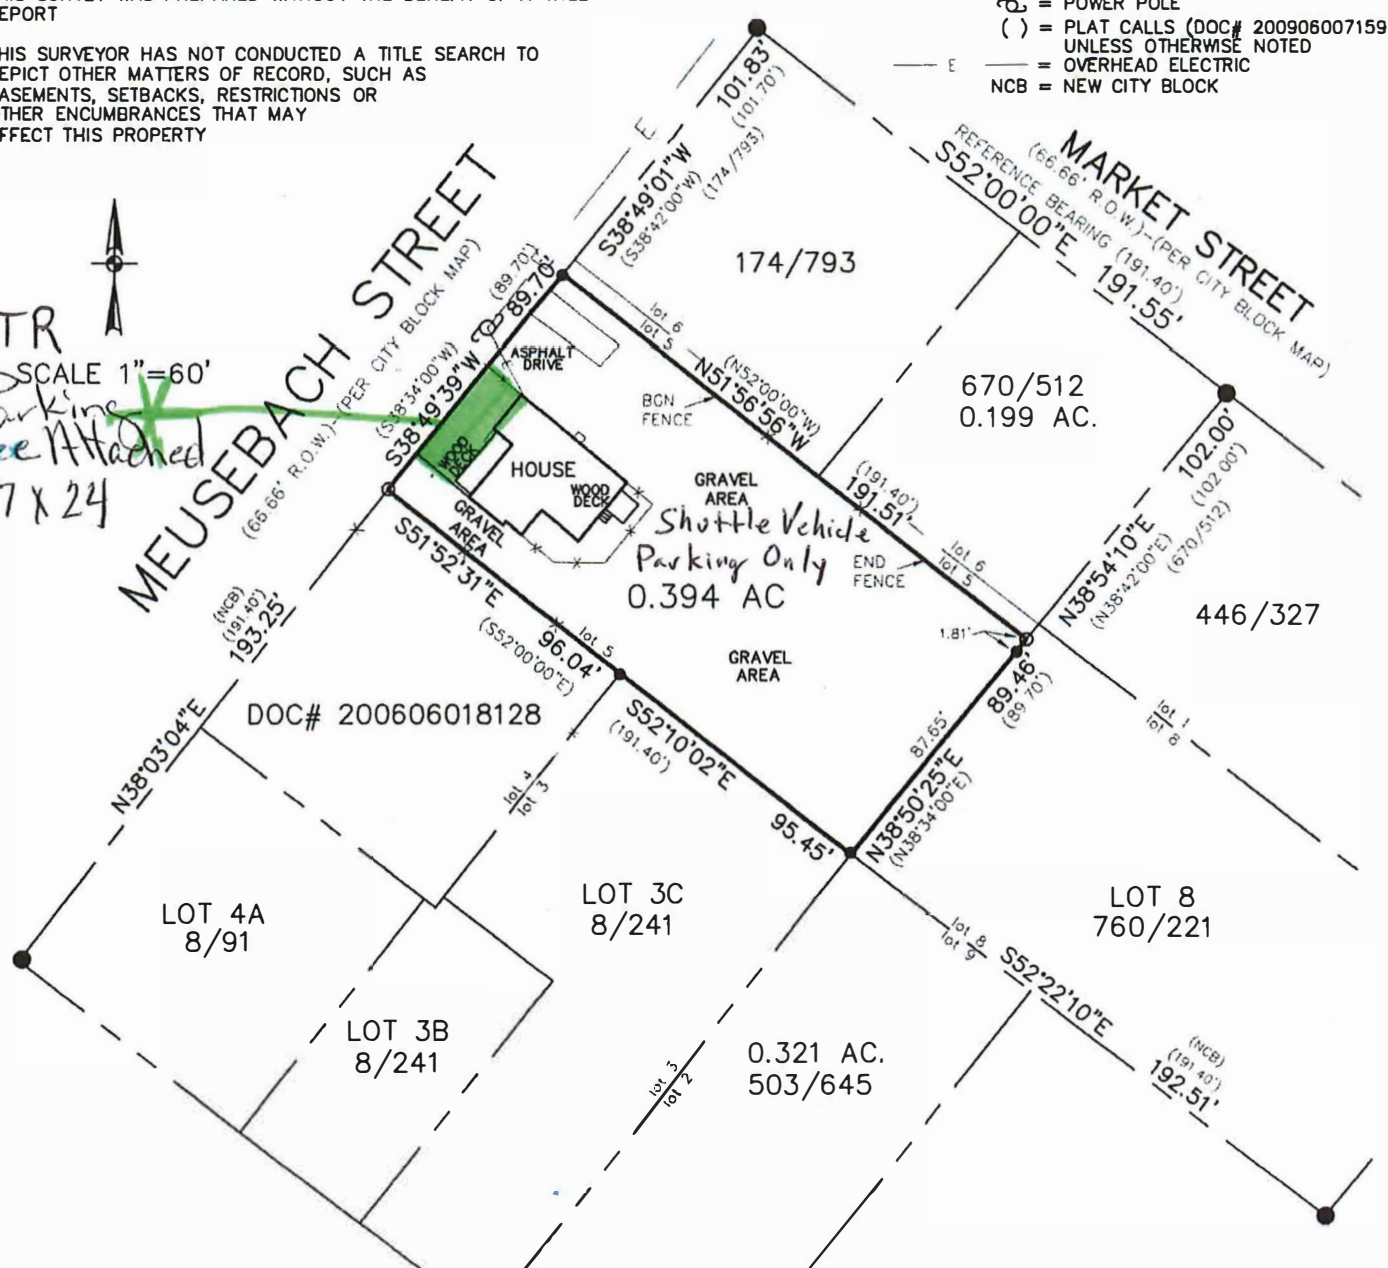 EPORT
HIS SURVEYOR HAS NOT CONDUCTED A TITLE SEARCH TO
EPICT OTHER MATTERS OF RECORD, SUCH AS
ASEMENTS, SETBACKS, RESTRICTIONS OR
THER ENCUMBRANCES THAT MAY
FFECT THIS PROPERTY
= POWER POLE
( ) = PLAT CALLS (DOC# 200906007159
UNLESS OTHERWISE NOTED
E = OVERHEAD ELECTRIC
NCB = NEW CITY BLOCK
101.83'
(101.70')
(174/793)
E
S38°49'01"W
(S38°42'00"W)
MARKET STREET
(66.66' R.O.W.)-(PER CITY BLOCK MAP)
REFERENCE BEARING (191.40')
S52°00'00"E 191.55'
174/793
MEUSEBACH STREET
(66.66' R.O.W.)-(PER CITY BLOCK MAP)
TR
SCALE 1"=60'
arking
ee Attached
7 X 24
(89.70')
89.70'
S38°49'39"W
(S38°34'00"W)
ASPHALT
DRIVE
lot 6
lot 5
N51°56'56"W
(N52°00'00"W)
BGN
FENCE
670/512
0.199 AC.
WOOD
DECK
HOUSE
WOOD
DECK
GRAVEL
AREA
GRAVEL
AREA
(191.40')
191.51'
Shuttle Vehicle
Parking Only
END
FENCE
0.394 AC
lot 6
lot 5
102.00'
(102.00')
N38°54'10"E
(N38°42'00"E)
(670/512)
446/327
S51°52'31"E
96.04'
(S52°00'00"E)
lot 5
(NCB)
(191.40')
193.25'
1.81'
GRAVEL
AREA
89.46'
(89.70')
87.65'
N38°50'25"E
(N38°34'00"E)
DOC# 200606018128
N38°03'04"E
S52°10'02"E
(191.40')
95.45'
lot 4
lot 3
lot 1
lot 8
LOT 4A
8/91
LOT 3C
8/241
LOT 8
760/221
lot 8
lot 9
S52°22'10"E
LOT 3B
8/241
0.321 AC.
503/645
lot 3
lot 2
(NCB)
(191.40')
192.51'